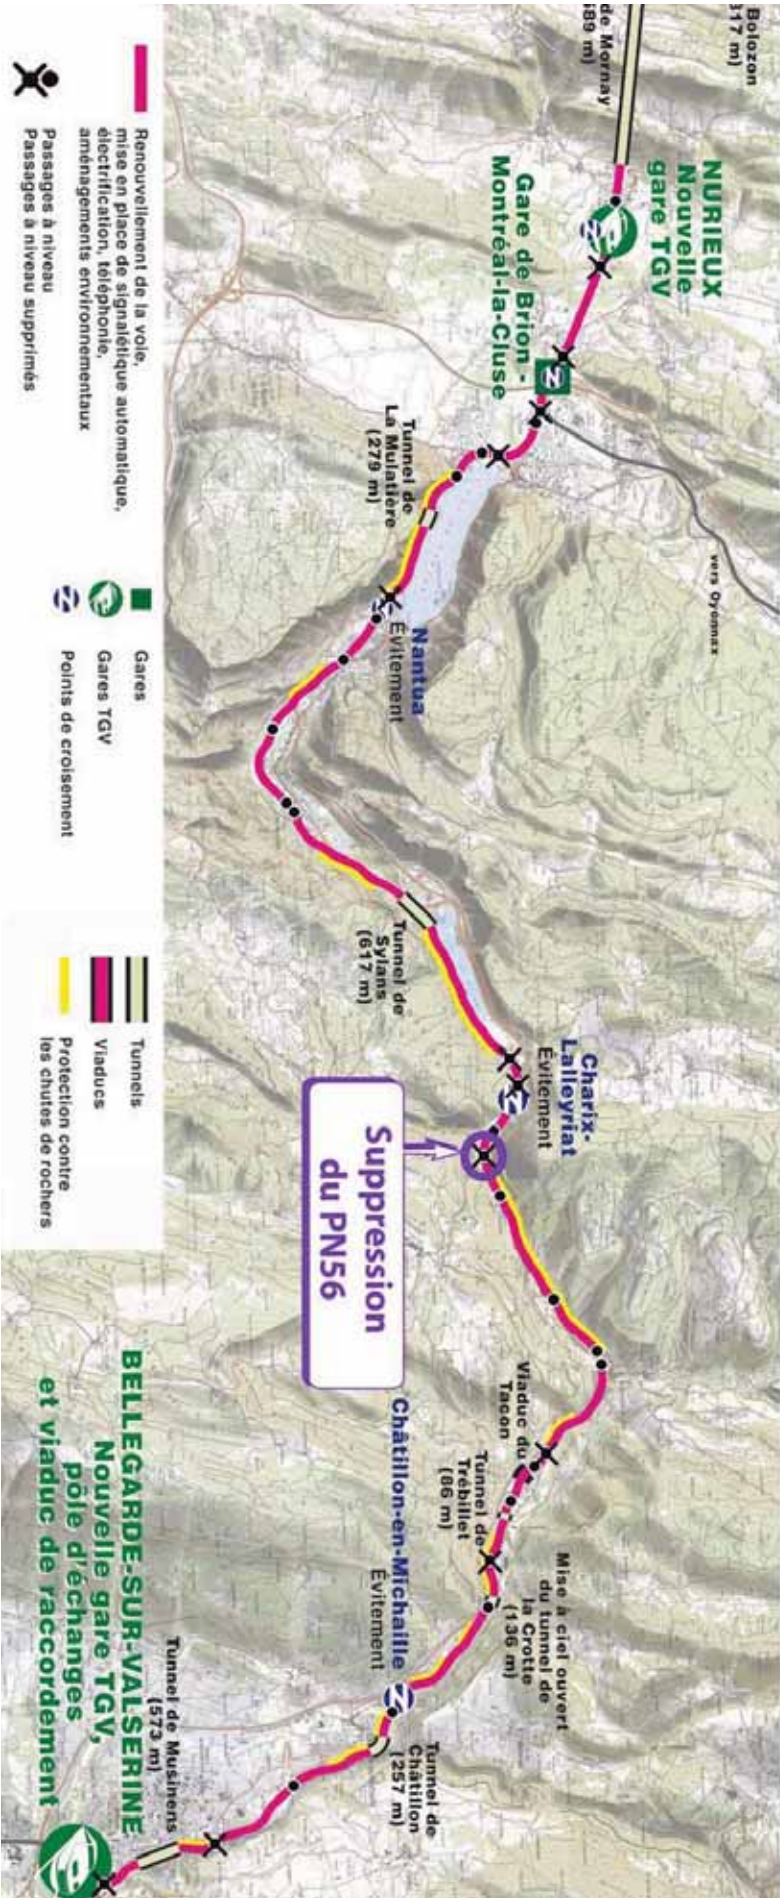 Bolozon
317 m)
de Mornay
589 m)
NURIEUX
Nouvelle
gare TGV
Gare de Brion -
Montréal-la-Cluse
vers Oyonnax
Tunnel de
La Mulatière
(279 m)
Nantua
Évitement
Tunnel de
Sylans
(617 m)
Charix-
Lalleyriat
Évitement
Suppression
du PN56
Viaduc du
Tacon
Tunnel de
Trébillet
(86 m)
Mise à ciel ouvert
du tunnel de
la Crotte
(136 m)
Châtillon-en-Michaille
Évitement
Tunnel de
Châtillon
(257 m)
Tunnel de Musinens
(573 m)
BELLEGARDE-SUR-VALSERINE
Nouvelle gare TGV,
pôle d'échanges
et viaduc de raccordement
Renouvellement de la voie,
mise en place de signalétique automatique,
électrification, téléphonie,
aménagements environnementaux
Passages à niveau
Passages à niveau supprimés
Gares
Gares TGV
Points de croisement
Tunnels
Viaducs
Protection contre
les chutes de rochers